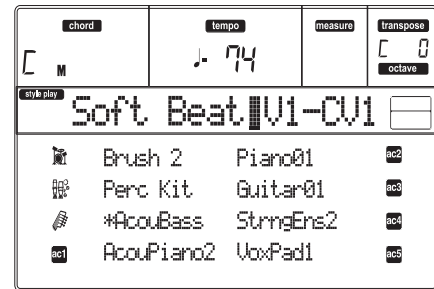 chord tempo measure transpose
C M ♩- 74 C 0
octave
style play
Soft Beat▐V1-CV1
Brush 2 Piano01 ac2
Perc Kit Guitar01 ac3
*AcouBass StrngEns2 ac4
ac1 AcouPiano2 VoxPad1 ac5